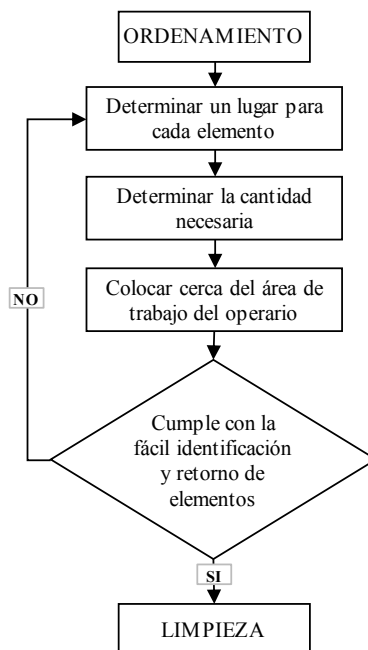 ORDENAMIENTO
Determinar un lugar para
cada elemento
Determinar la cantidad
necesaria
Colocar cerca del área de
trabajo del operario
NO
Cumple con la
fácil identificación
y retorno de
elementos
SI
LIMPIEZA